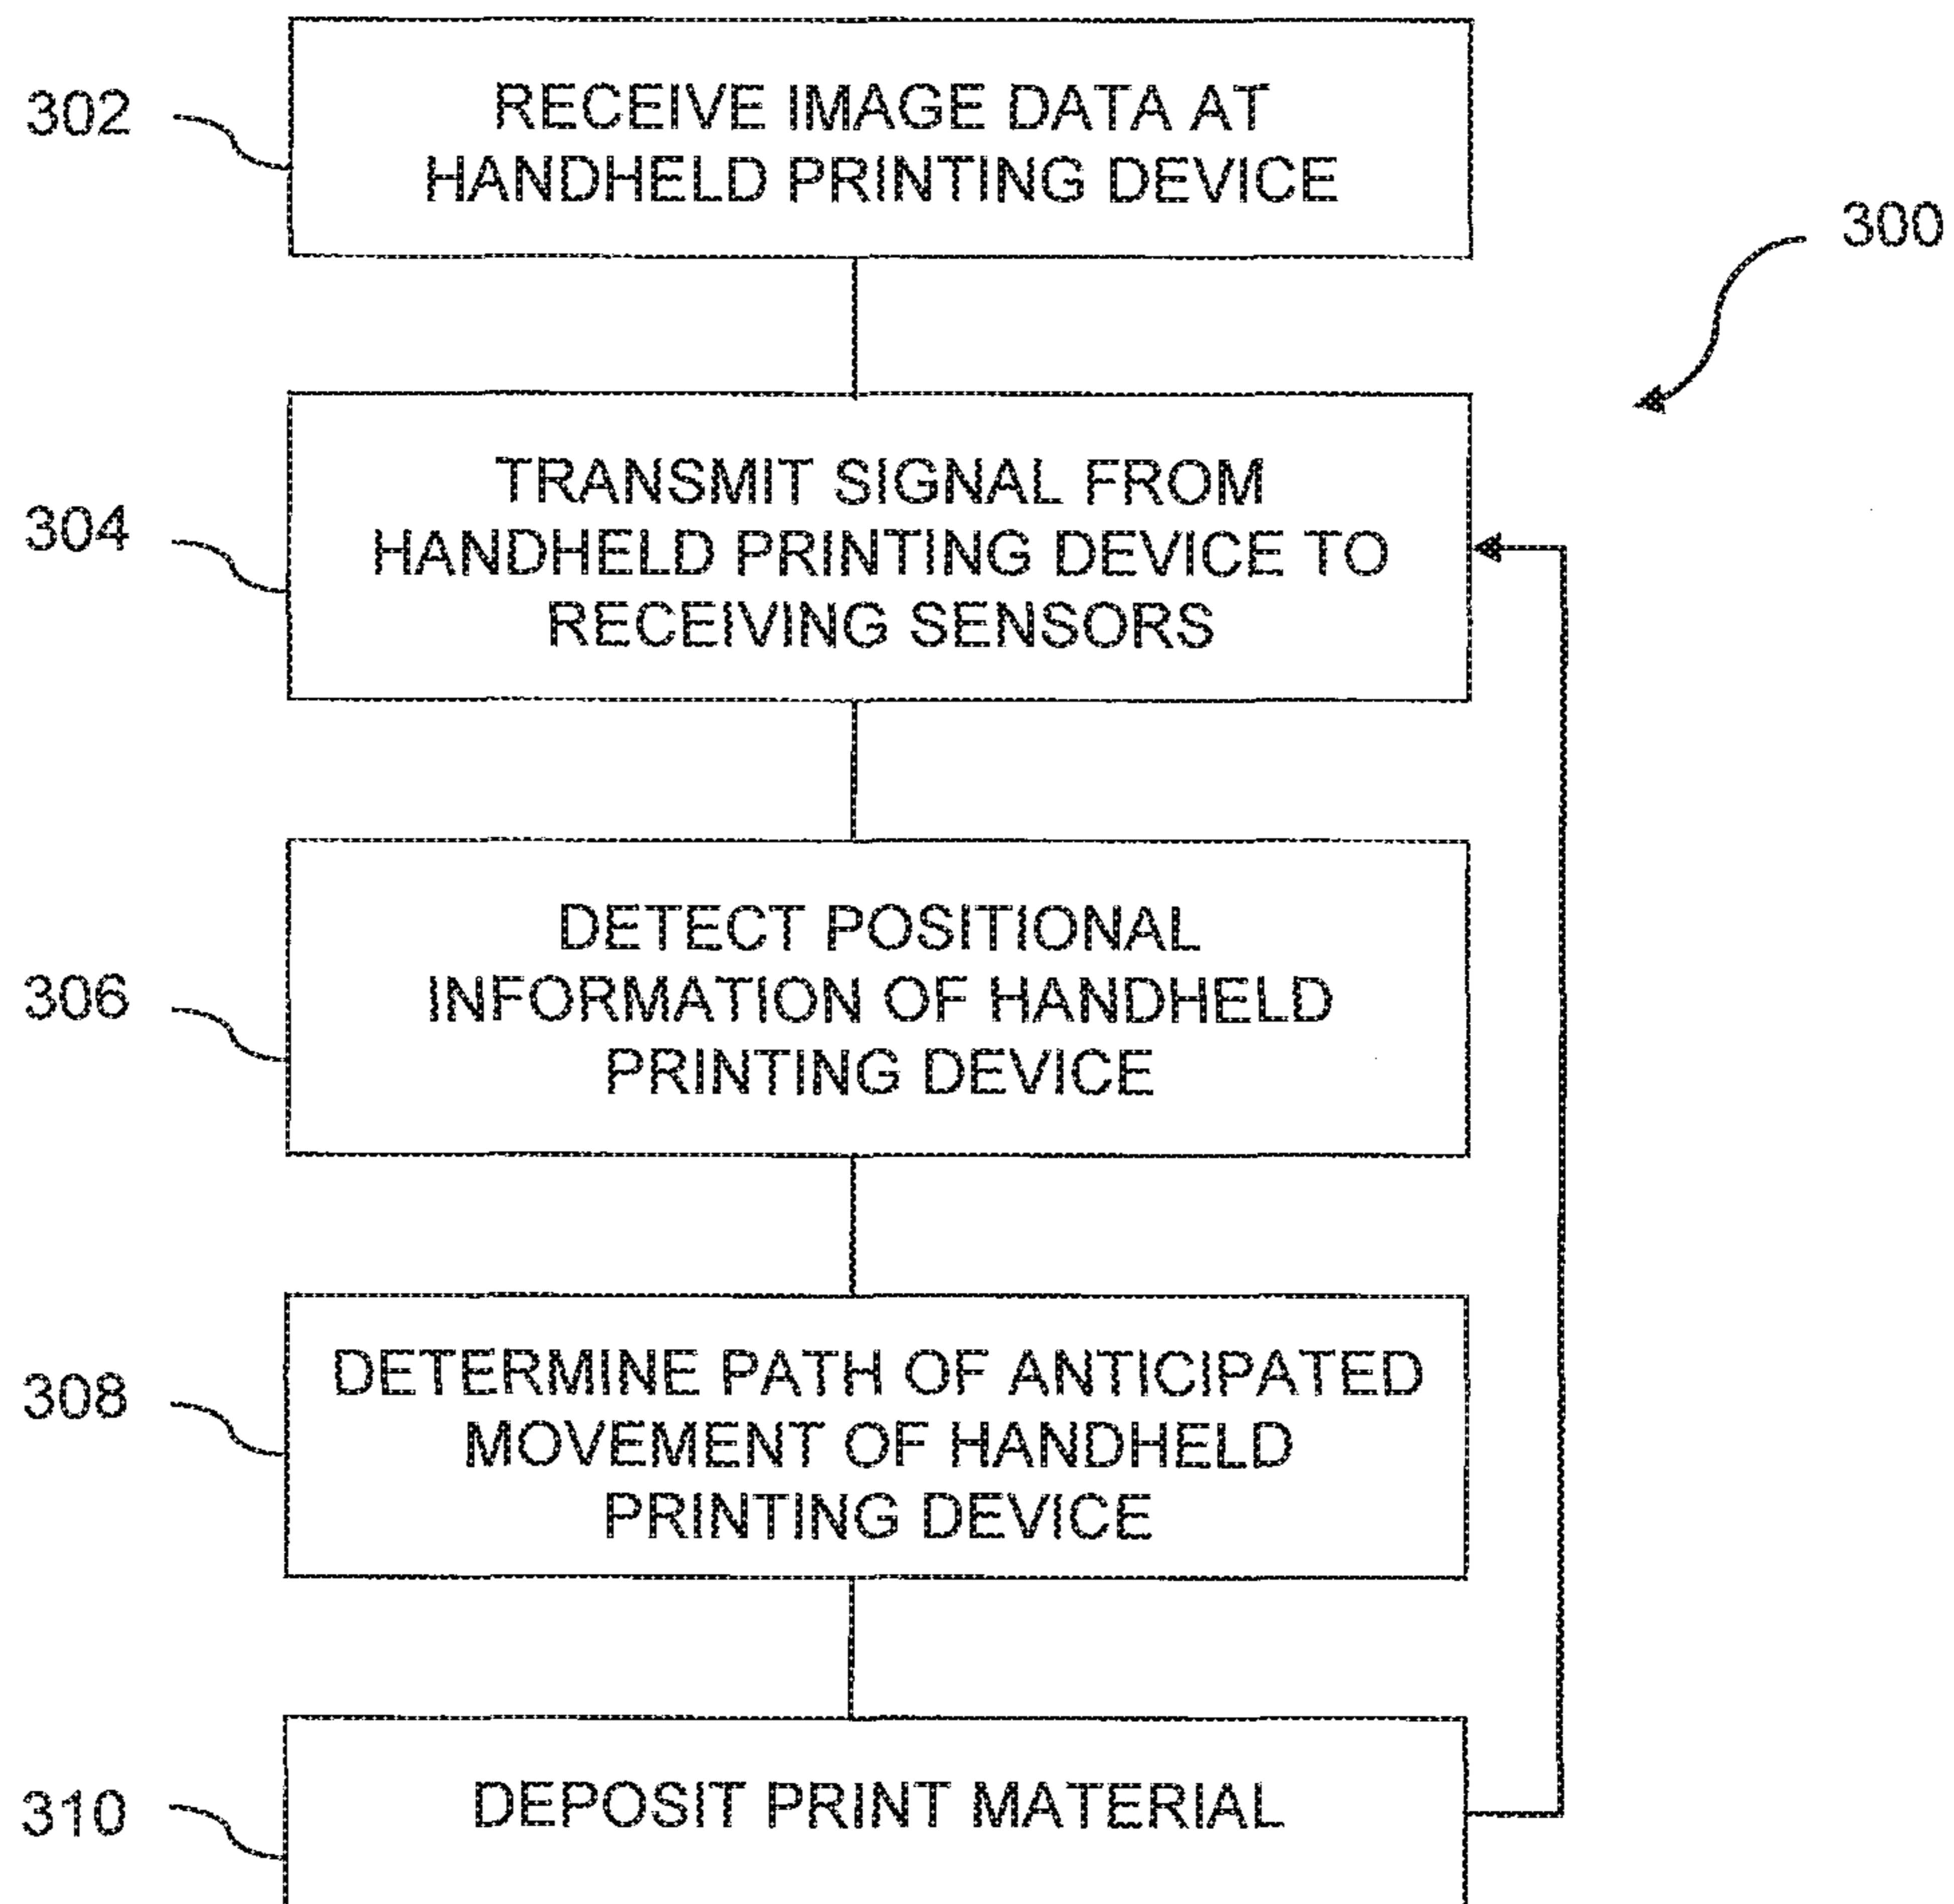 302
RECEIVE IMAGE DATA AT
HANDHELD PRINTING DEVICE
300
304
TRANSMIT SIGNAL FROM
HANDHELD PRINTING DEVICE TO
RECEIVING SENSORS
306
DETECT POSITIONAL
INFORMATION OF HANDHELD
PRINTING DEVICE
308
DETERMINE PATH OF ANTICIPATED
MOVEMENT OF HANDHELD
PRINTING DEVICE
310
DEPOSIT PRINT MATERIAL